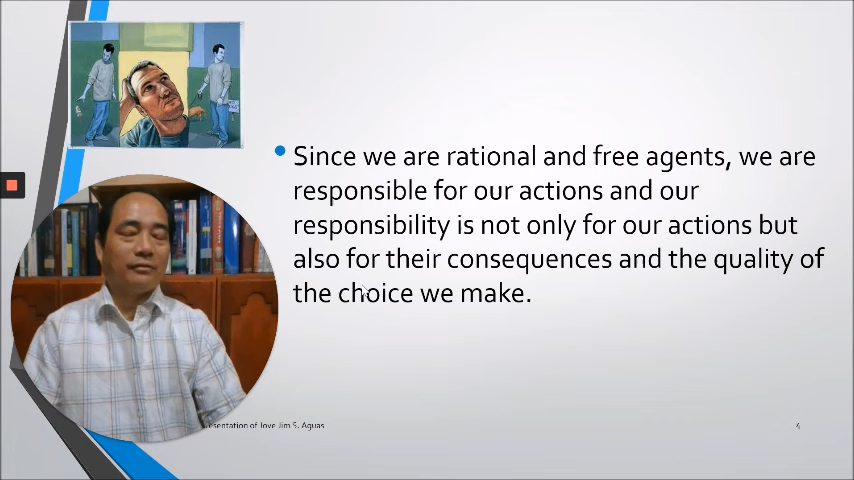 Since we are rational and free agents, we are
responsible for our actions and our
responsibility is not only for our actions but
also for their consequences and the quality of
the choice we make.
esentation of Jove Jim S. Aguas
4